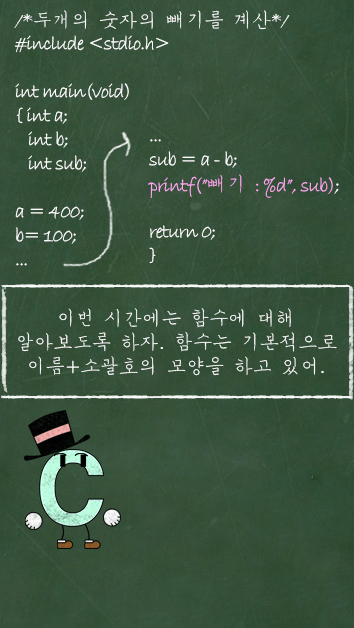 /*두개의 숫자의 빼기를 계산*/
#include <stdio.h>
int main(void)
{ int a;
int b;
int sub;
a = 400;
b= 100;
...
...
sub = a - b;
printf("빼기 : %d", sub);
return 0;
}
이번 시간에는 함수에 대해
알아보도록 하자. 함수는 기본적으로
이름+소괄호의 모양을 하고 있어.
C